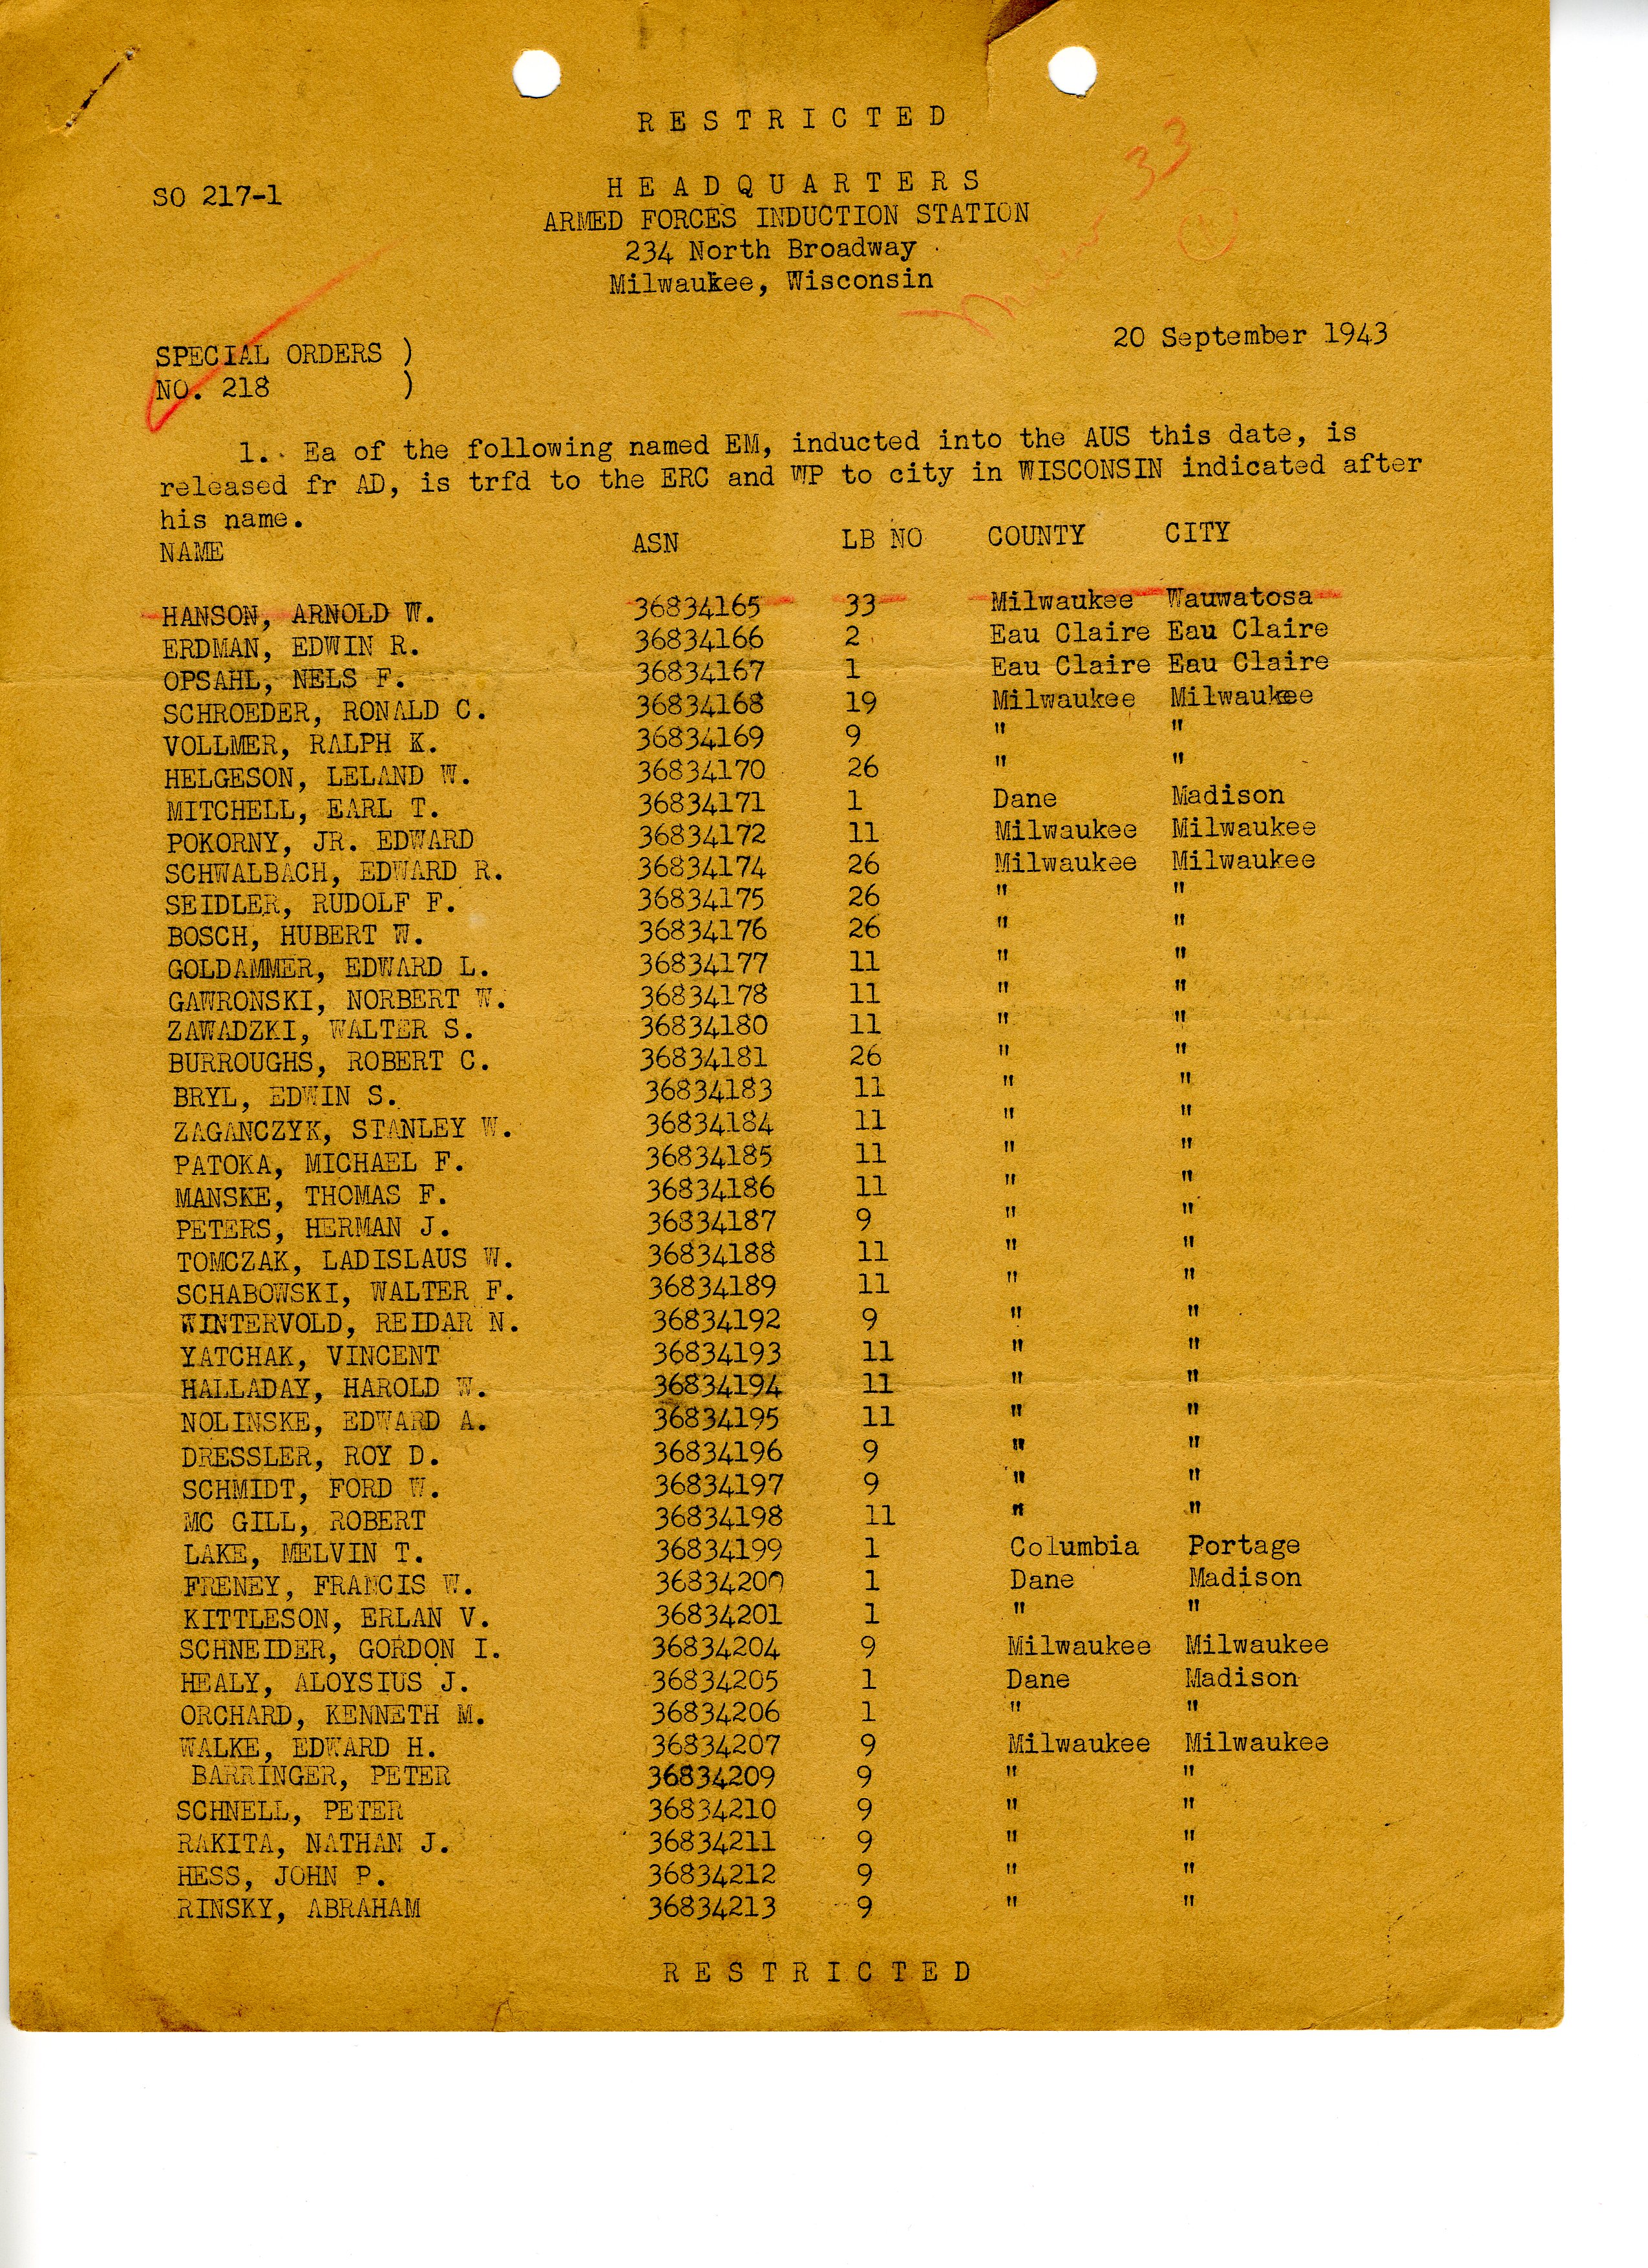 RESTRICTED
SO 217-1
HEADQUARTERS
ARMED FORCES INDUCTION STATION
234 North Broadway
Milwaukee, Wisconsin
33
20 September 1943
SPECIAL ORDERS )
NO. 218 )
1. Ea of the following named EM, inducted into the AUS this date, is
released fr AD, is trfd to the ERC and WP to city in WISCONSIN indicated after
his name.
NAME ASN LB NO COUNTY CITY
HANSON, ARNOLD W. 36834165 33 Milwaukee Wauwatosa
ERDMAN, EDWIN R. 36834166 2 Eau Claire Eau Claire
OPSAHL, NELS F. 36834167 1 Eau Claire Eau Claire
SCHROEDER, RONALD C. 36834168 19 Milwaukee Milwaukee
VOLLMER, RALPH K. 36834169 9 " "
HELGESON, LELAND W. 36834170 26 " "
MITCHELL, EARL T. 36834171 1 Dane Madison
POKORNY, JR. EDWARD 36834172 11 Milwaukee Milwaukee
SCHWALBACH, EDWARD R. 36834174 26 Milwaukee Milwaukee
SEIDLER, RUDOLF F. 36834175 26 " "
BOSCH, HUBERT W. 36834176 26 " "
GOLDAMMER, EDWARD L. 36834177 11 " "
GAWRONSKI, NORBERT W. 36834178 11 " "
ZAWADZKI, WALTER S. 36834180 11 " "
BURROUGHS, ROBERT C. 36834181 26 " "
BRYL, EDWIN S. 36834183 11 " "
ZAGANCZYK, STANLEY W. 36834184 11 " "
PATOKA, MICHAEL F. 36834185 11 " "
MANSKE, THOMAS F. 36834186 11 " "
PETERS, HERMAN J. 36834187 9 " "
TOMCZAK, LADISLAUS W. 36834188 11 " "
SCHABOWSKI, WALTER F. 36834189 11 " "
WINTERVOLD, REIDAR N. 36834192 9 " "
YATCHAK, VINCENT 36834193 11 " "
HALLADAY, HAROLD W. 36834194 11 " "
NOLINSKE, EDWARD A. 36834195 11 " "
DRESSLER, ROY D. 36834196 9 " "
SCHMIDT, FORD W. 36834197 9 " "
MC GILL, ROBERT 36834198 11 " "
LAKE, MELVIN T. 36834199 1 Columbia Portage
FRENEY, FRANCIS W. 36834200 1 Dane Madison
KITTLESON, ERLAN V. 36834201 1 " "
SCHNEIDER, GORDON I. 36834204 9 Milwaukee Milwaukee
HEALY, ALOYSIUS J. 36834205 1 Dane Madison
ORCHARD, KENNETH M. 36834206 1 " "
WALKE, EDWARD H. 36834207 9 Milwaukee Milwaukee
BARRINGER, PETER 36834209 9 " "
SCHNELL, PETER 36834210 9 " "
RAKITA, NATHAN J. 36834211 9 " "
HESS, JOHN P. 36834212 9 " "
RINSKY, ABRAHAM 36834213 9 " "
RESTRICTED